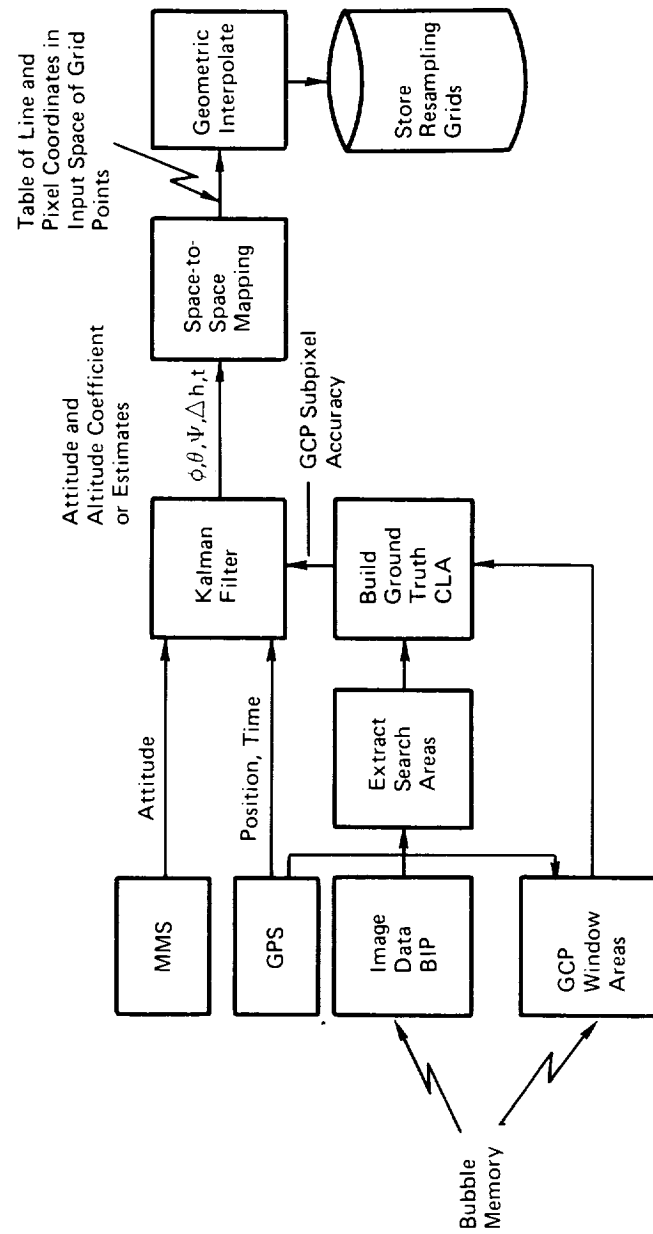 Bubble
Memory
MMS
GPS
Image
Data
BIP
GCP
Window
Areas
Attitude
Position, Time
Extract
Search
Areas
Build
Ground
Truth
CLA
GCP Subpixel
Accuracy
Kalman
Filter
Attitude and
Altitude Coefficient
or Estimates
ϕ,θ,Ψ,Δh,t
Space-to-
Space
Mapping
Table of Line and
Pixel Coordinates in
Input Space of Grid
Points
Geometric
Interpolate
Store
Resampling
Grids